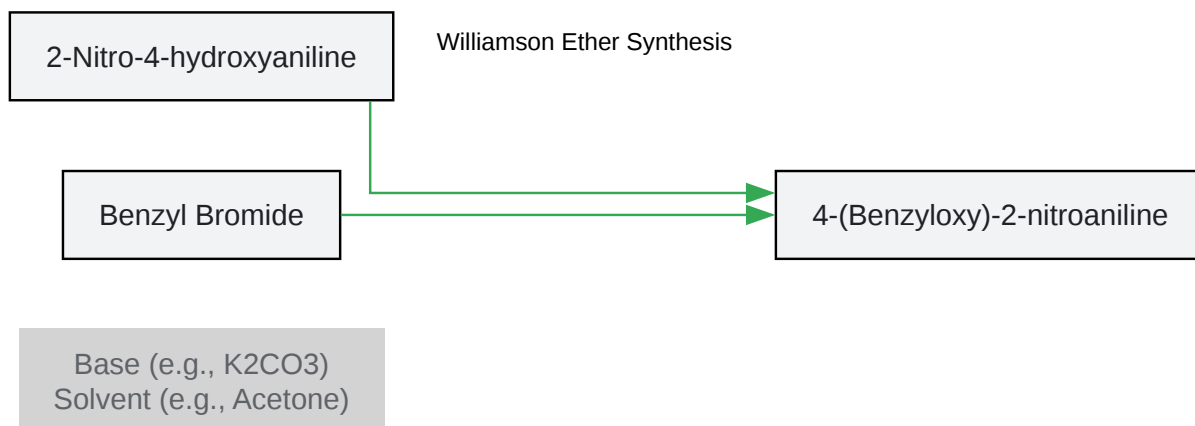 2-Nitro-4-hydroxyaniline
Williamson Ether Synthesis
Benzyl Bromide
4-(Benzyloxy)-2-nitroaniline
Base (e.g., K2CO3)
Solvent (e.g., Acetone)